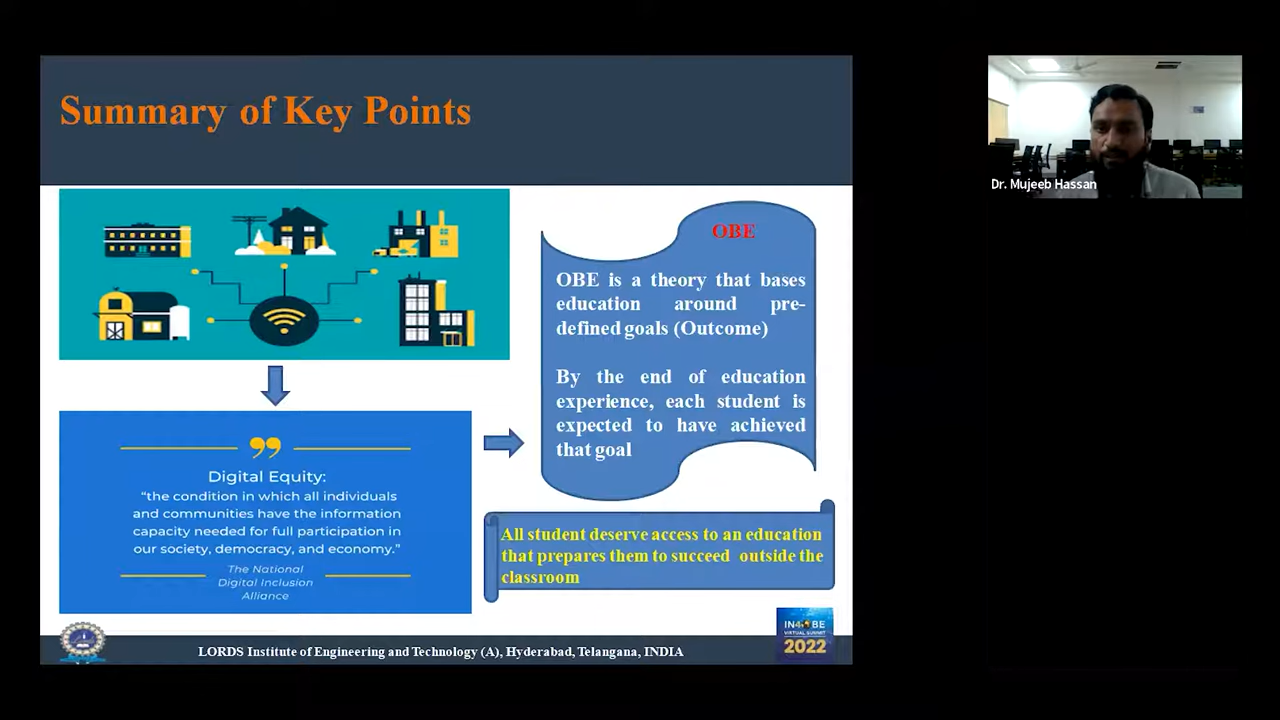 Summary of Key Points
OBE
OBE is a theory that bases
education around pre-
defined goals (Outcome)
By the end of education
experience, each student is
expected to have achieved
that goal
Digital Equity:
“the condition in which all individuals
and communities have the information
capacity needed for full participation in
our society, democracy, and economy.”
The National
Digital Inclusion
Alliance
All student deserve access to an education
that prepares them to succeed outside the
classroom
LORDS Institute of Engineering and Technology (A), Hyderabad, Telangana, INDIA
IN4OBE
VIRTUAL SUMMIT
2022
Dr. Mujeeb Hassan